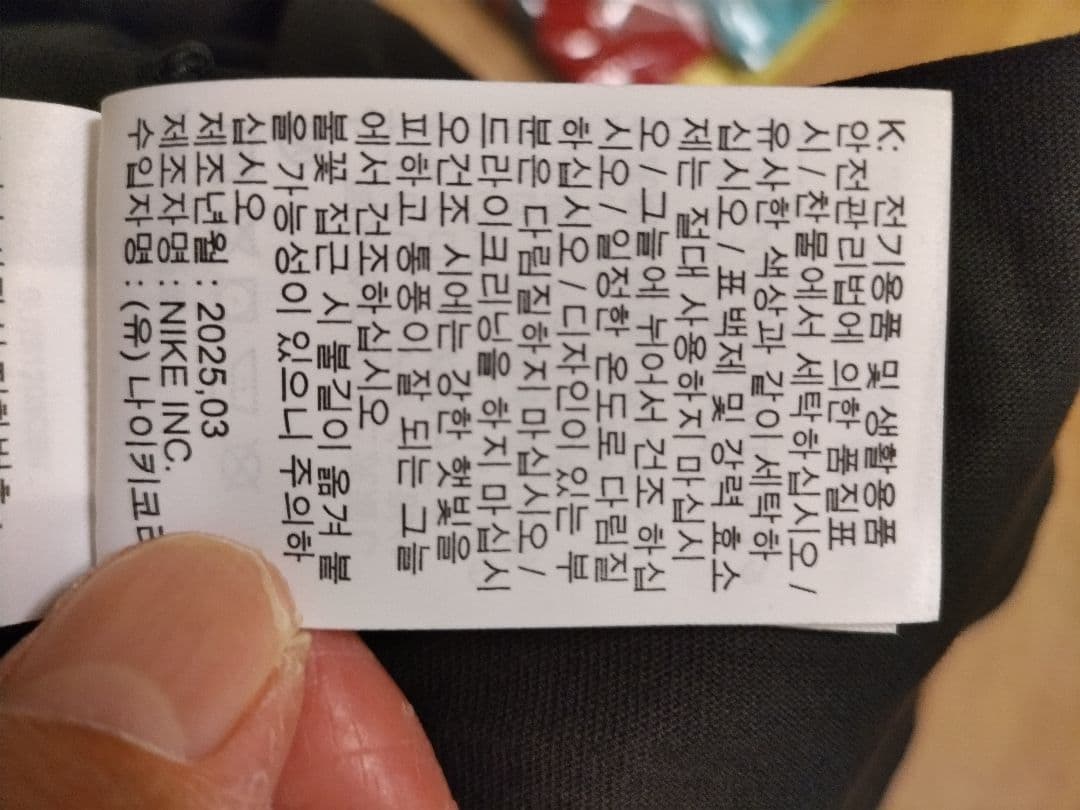 K: 전기용품 및 생활용품
안전관리법에 의한 품질표
시 / 찬물에서 세탁하십시오 /
유사한 색상과 같이 세탁하
십시오 / 표백제 및 강력 효소
제는 절대 사용하지 마십시
오 / 그늘에 뉘어서 건조 하십
시오 / 일정한 온도로 다림질
하십시오 / 디자인이 있는 부
분은 다림질하지 마십시오 /
드라이크리닝을 하지 마십시
오 건조 시에는 강한 햇빛을
피하고 통풍이 잘 되는 그늘
에서 건조하십시오
불꽃 접근 시 불길이 옮겨 붙
을 가능성이 있으니 주의하
십시오
제조년월 : 2025,03
제조자명 : NIKE INC.
수입자명 : (유) 나이키코리